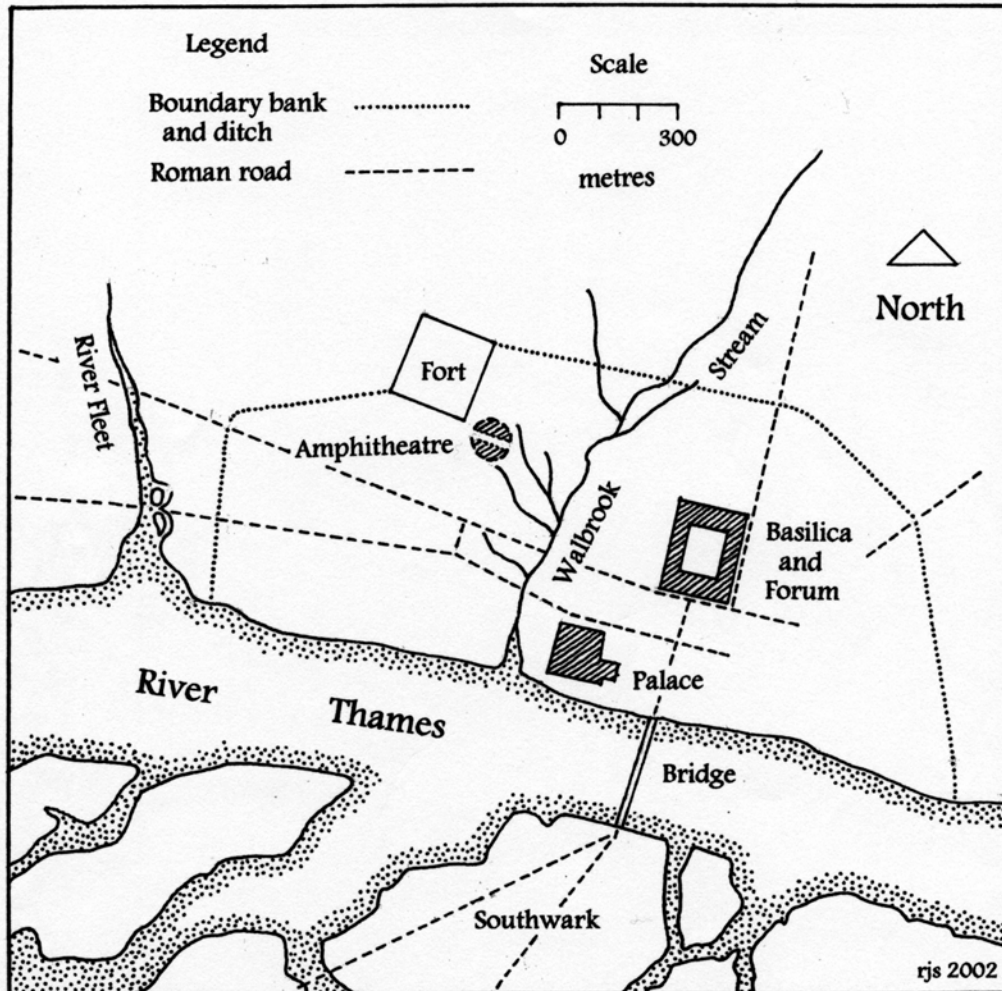 Legend
Boundary bank
and ditch
Roman road
Scale
0 300
metres
North
River Fleet
Fort
Amphitheatre
Stream
Walbrook
Basilica
and
Forum
Palace
River Thames
Bridge
Southwark
rjs 2002